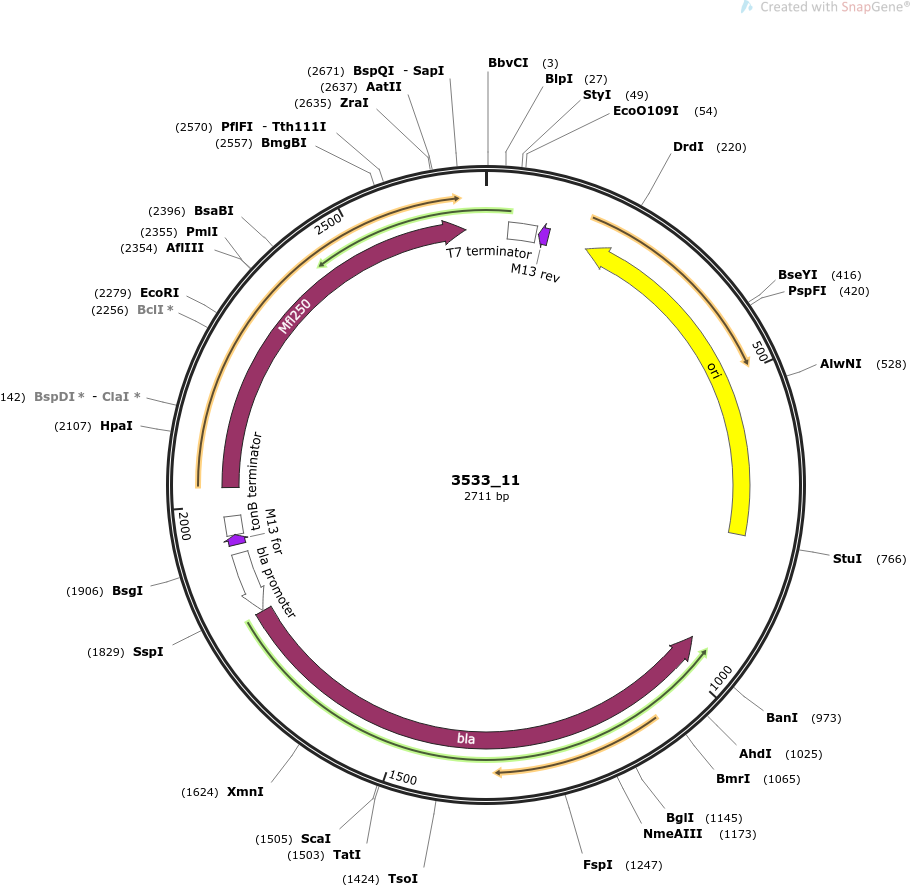 Created with SnapGene®
(2671) BspQI - SapI
(2637) AatII
(2635) ZraI
(2570) PflFI - Tth111I
(2557) BmgBI
BbvCI (3)
BlpI (27)
StyI (49)
EcoO109I (54)
DrdI (220)
(2396) BsaBI
(2355) PmlI
(2354) AflIII
(2279) EcoRI
(2256) BclI *
142) BspDI * - ClaI *
(2107) HpaI
BseYI (416)
PspFI (420)
AlwNI (528)
StuI (766)
2500
500
2000
1000
1500
T7 terminator
M13 rev
Mfl250
ori
tonB terminator
M13 for
bla promoter
bla
3533_11
2711 bp
(1906) BsgI
(1829) SspI
(1624) XmnI
(1505) ScaI
(1503) TatI
(1424) TsoI
BanI (973)
AhdI (1025)
BmrI (1065)
BglI (1145)
NmeAIII (1173)
FspI (1247)